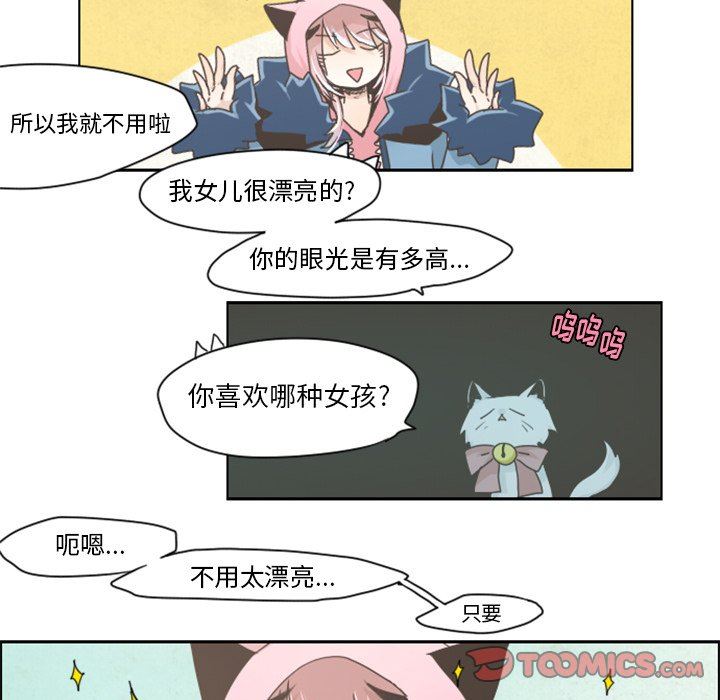 所以我就不用啦
我女儿很漂亮的?
你的眼光是有多高...
呜呜呜
你喜欢哪种女孩?
呃嗯...
不用太漂亮...
只要
TOOMICS.COM